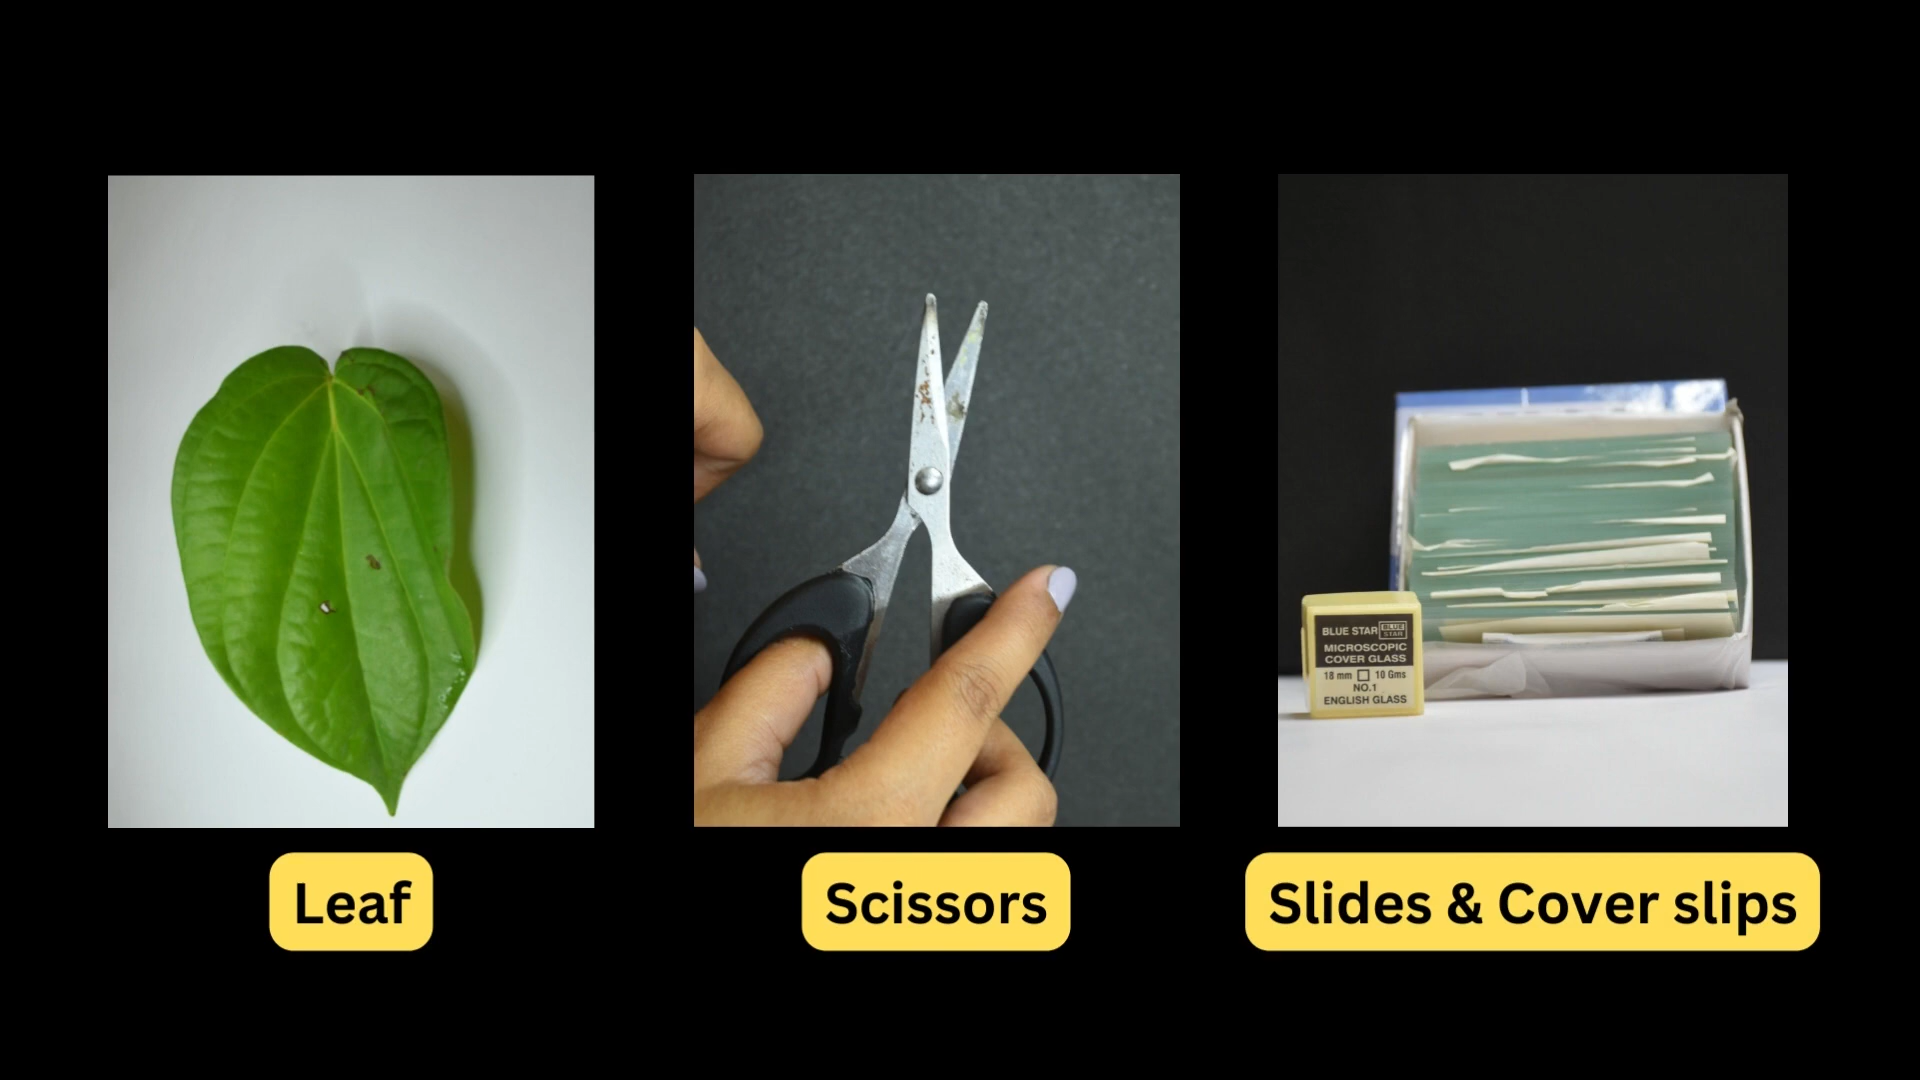 BLUE STAR BLUE STAR
MICROSCOPIC
COVER GLASS
18 mm 10 Gms
NO.1
ENGLISH GLASS
Leaf
Scissors
Slides & Cover slips